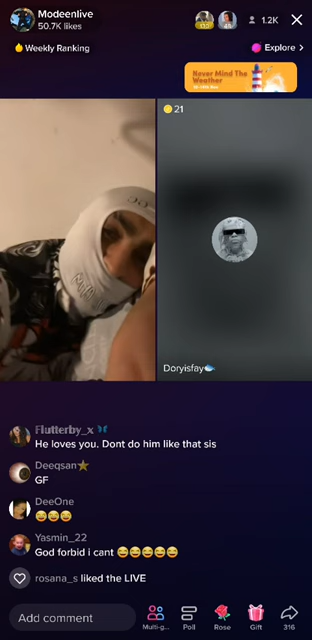 Modeenlive
50.7K likes
1.2K
Weekly Ranking
Explore >
Never Mind The
Weather
21
Doryisfay
Flutterby_x
He loves you. Dont do him like that sis
Deeqsan
GF
DeeOne
😂😂😂
Yasmin_22
God forbid i cant 😂😂😂😂😂
rosana_s liked the LIVE
Add comment
Multi-g...
Poll
Rose
Gift
316